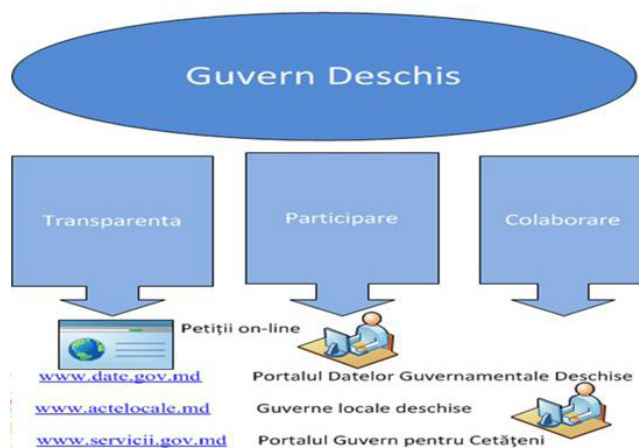 Guvern Deschis
Transparenta
Participare
Colaborare
Petiții on-line
www.date.gov.md Portalul Datelor Guvernamentale Deschise
www.actelocale.md Guverne locale deschise
www.servicii.gov.md Portalul Guvern pentru Cetățeni